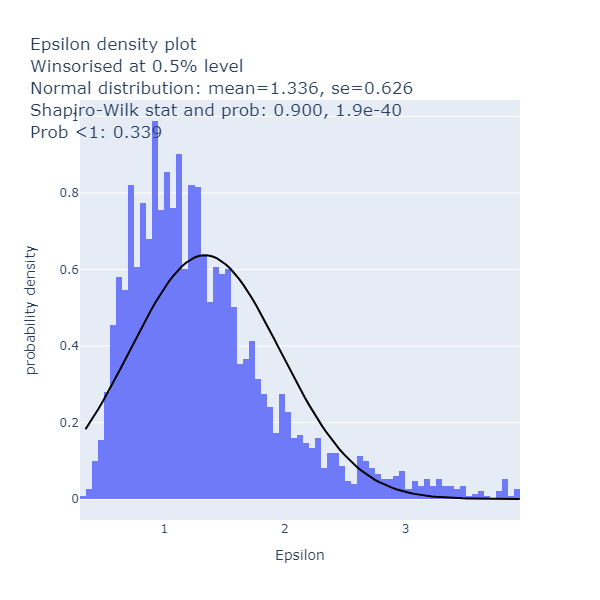 Epsilon density plot
Winsorised at 0.5% level
Normal distribution: mean=1.336, se=0.626
Shapiro-Wilk stat and prob: 0.900, 1.9e-40
Prob <1: 0.339
1
0.8
0.6
0.4
0.2
0
probability density
1 2 3
Epsilon